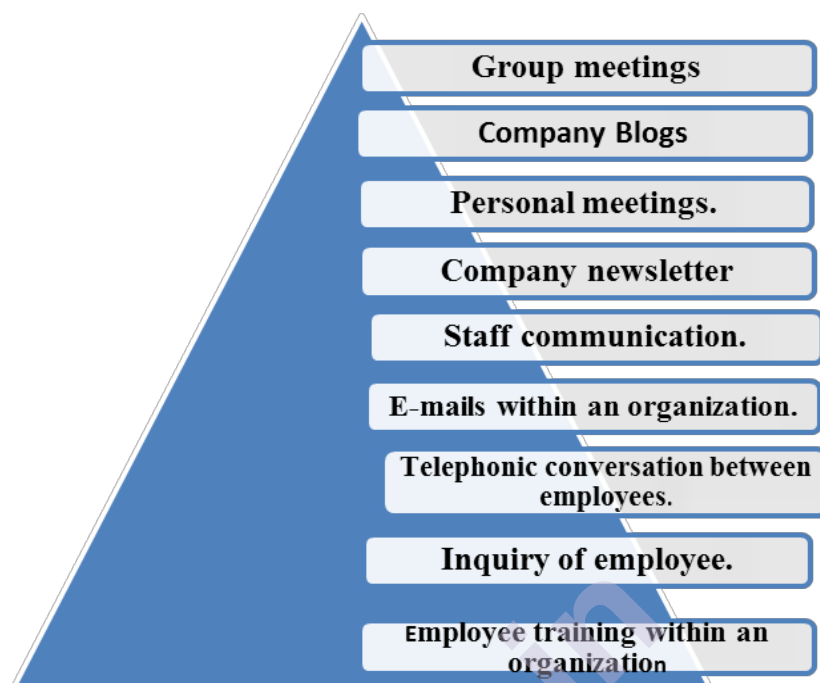 Group meetings
Company Blogs
Personal meetings.
Company newsletter
Staff communication.
E-mails within an organization.
Telephonic conversation between
employees.
Inquiry of employee.
Employee training within an
organization
in